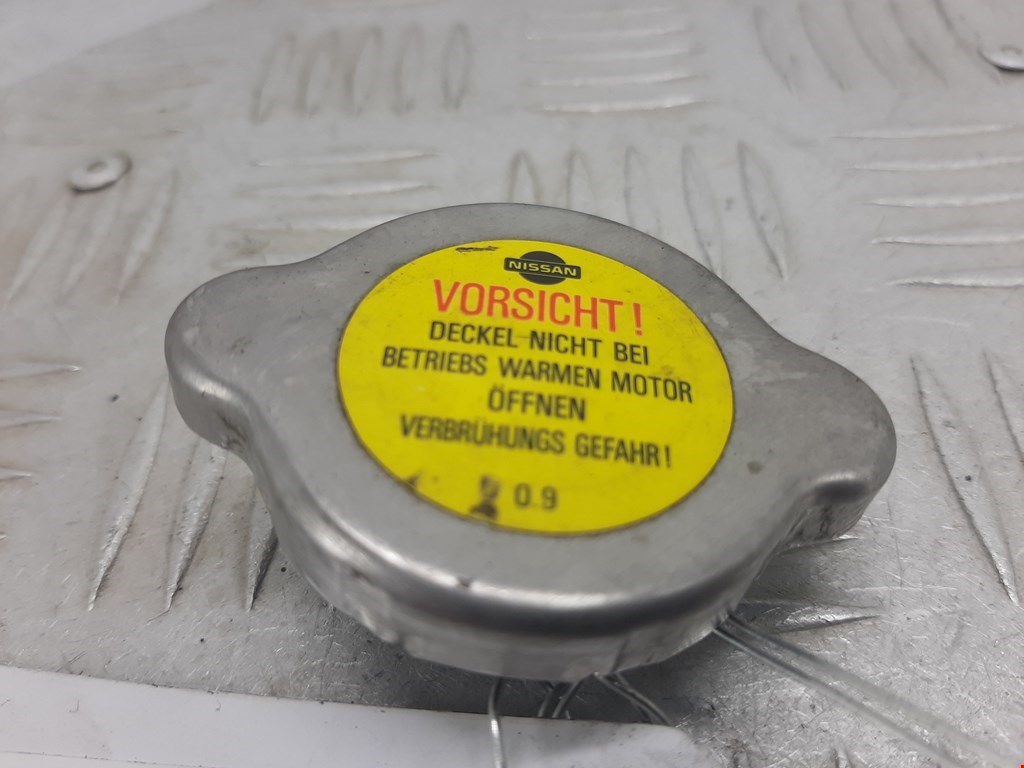 NISSAN
VORSICHT!
DECKEL NICHT BEI
BETRIEBS WARMEN MOTOR
ÖFFNEN
VERBRÜHUNGS GEFAHR!
0.9